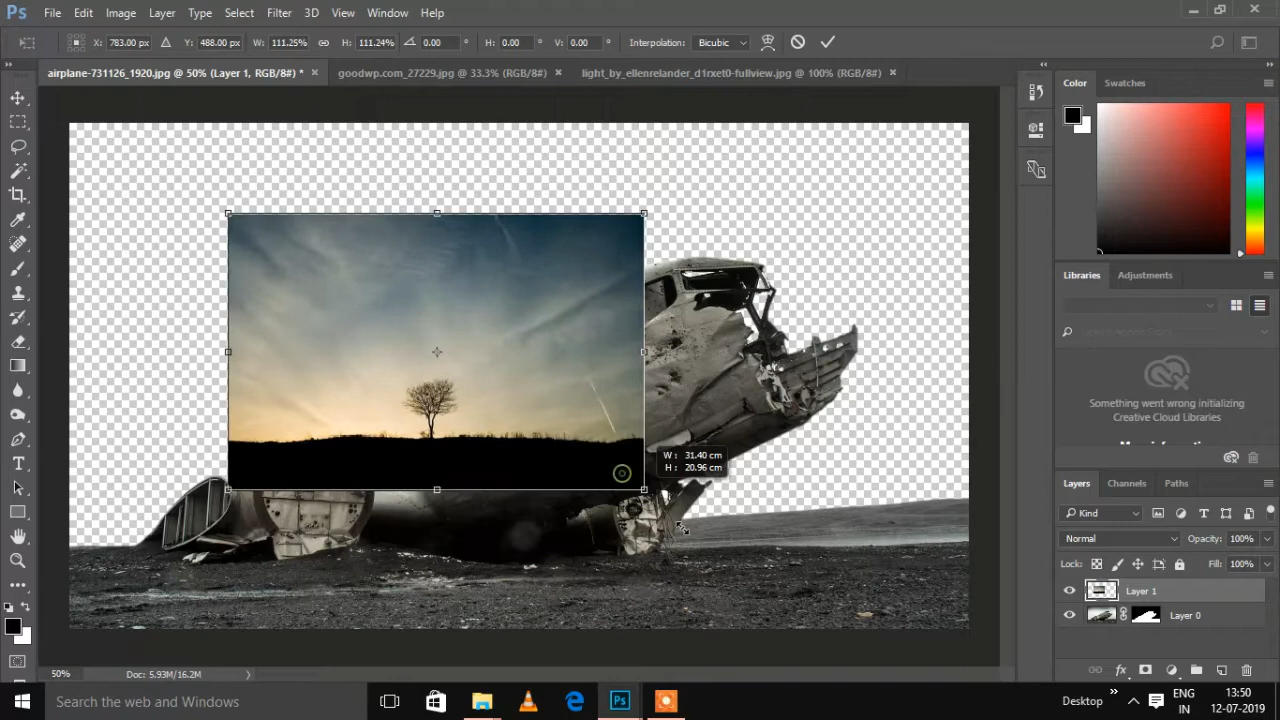 Ps File Edit Image Layer Type Select Filter 3D View Window Help
X: 783.00 px Y: 488.00 px W: 111.25% H: 111.24% 0.00 ° H: 0.00 ° V: 0.00 ° Interpolation: Bicubic
airplane-731126_1920.jpg @ 50% (Layer 1, RGB/8#) * goodwp.com_27229.jpg @ 33.3% (RGB/8#) light_by_ellenrelander_d1rxet0-fullview.jpg @ 100% (RGB/8#)
Color Swatches
Libraries Adjustments
Something went wrong initializing
Creative Cloud Libraries
W: 31.40 cm
H: 20.96 cm
Layers Channels Paths
Kind
Normal Opacity: 100%
Lock: Fill: 100%
Layer 1
Layer 0
50% Doc: 5.93M/16.2M
Search the web and Windows
Ps
Desktop
ENG
IN
13:50
12-07-2019